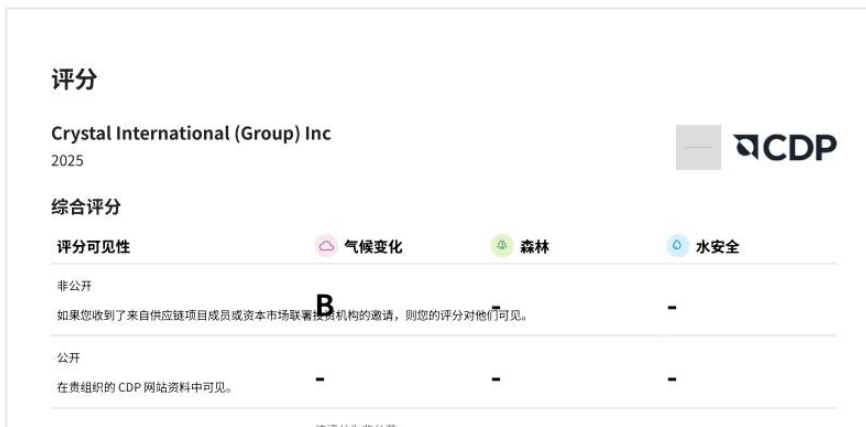 评分
Crystal International (Group) Inc
2025
CDP
综合评分
评分可见性 气候变化 森林 水安全
非公开
B - -
如果您收到了来自供应链项目成员或资本市场联署投资机构的邀请，则您的评分对他们可见。
公开
- - -
在贵组织的 CDP 网站资料中可见。